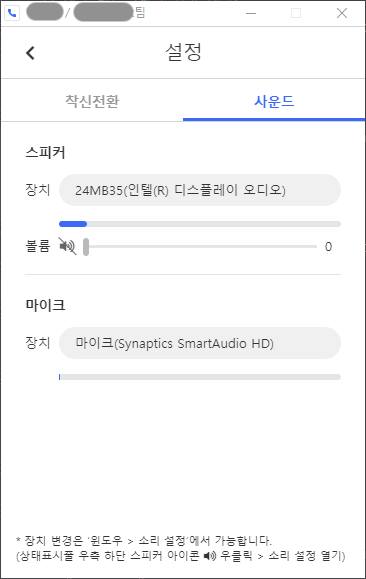 / 팀
설정
착신전환 사운드
스피커
장치 24MB35(인텔(R) 디스플레이 오디오)
볼륨 0
마이크
장치 마이크(Synaptics SmartAudio HD)
* 장치 변경은 '윈도우 > 소리 설정'에서 가능합니다.
(상태표시풀 우측 하단 스피커 아이콘 우클릭 > 소리 설정 열기)